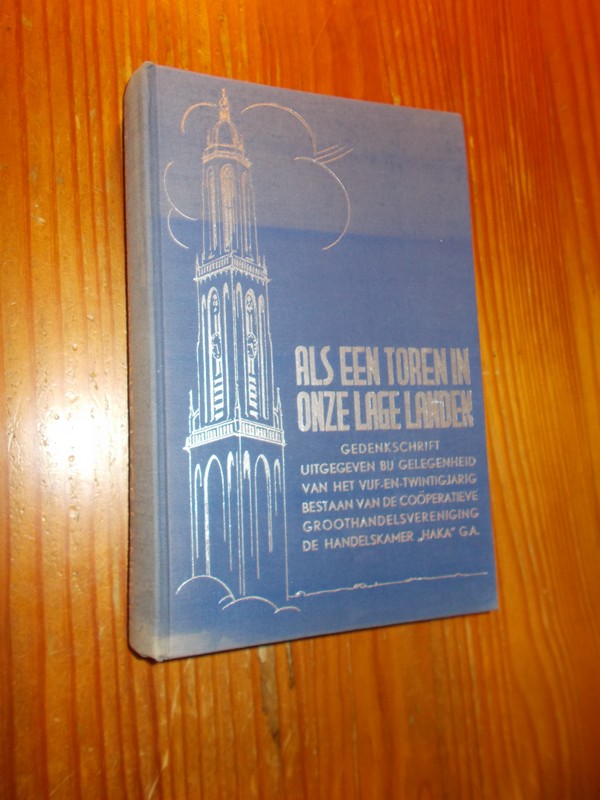 ALS EEN TOREN IN
ONZE LAGE LANDEN
GEDENKSCHRIFT
UITGEGEVEN BIJ GELEGENHEID
VAN HET VIJF-EN-TWINTIGJARIG
BESTAAN VAN DE COÖPERATIEVE
GROOTHANDELSVERENIGING
DE HANDELSKAMER „HAKA” G.A.